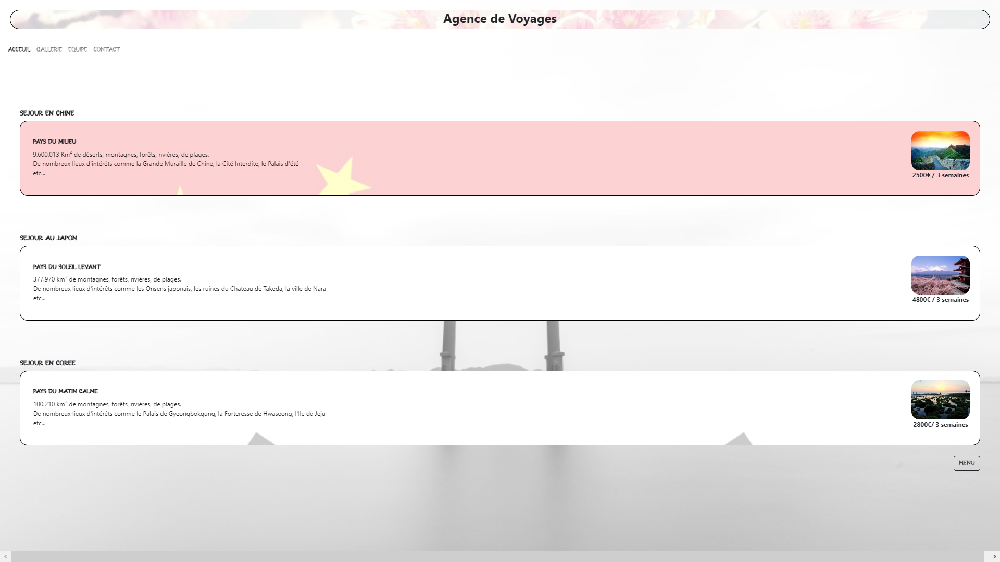 Agence de Voyages
ACCEUIL GALLERIE EQUIPE CONTACT
SEJOUR EN CHINE
PAYS DU MILIEU
9.600.013 Km² de déserts, montagnes, forêts, rivières, de plages.
De nombreux lieux d'intérêts comme la Grande Muraille de Chine, la Cité Interdite, le Palais d'été
etc...
2500€ / 3 semaines
SEJOUR AU JAPON
PAYS DU SOLEIL LEVANT
377.970 km² de montagnes, forêts, rivières, de plages.
De nombreux lieux d'intérêts comme les Onsens japonais, les ruines du Chateau de Takeda, la ville de Nara
etc...
4800€ / 3 semaines
SEJOUR EN COREE
PAYS DU MATIN CALME
100.210 km² de montagnes, forêts, rivières, de plages.
De nombreux lieux d'intérêts comme le Palais de Gyeongbokgung, la Forteresse de Hwaseong, l'Ile de Jeju
etc...
2800€/ 3 semaines
MENU